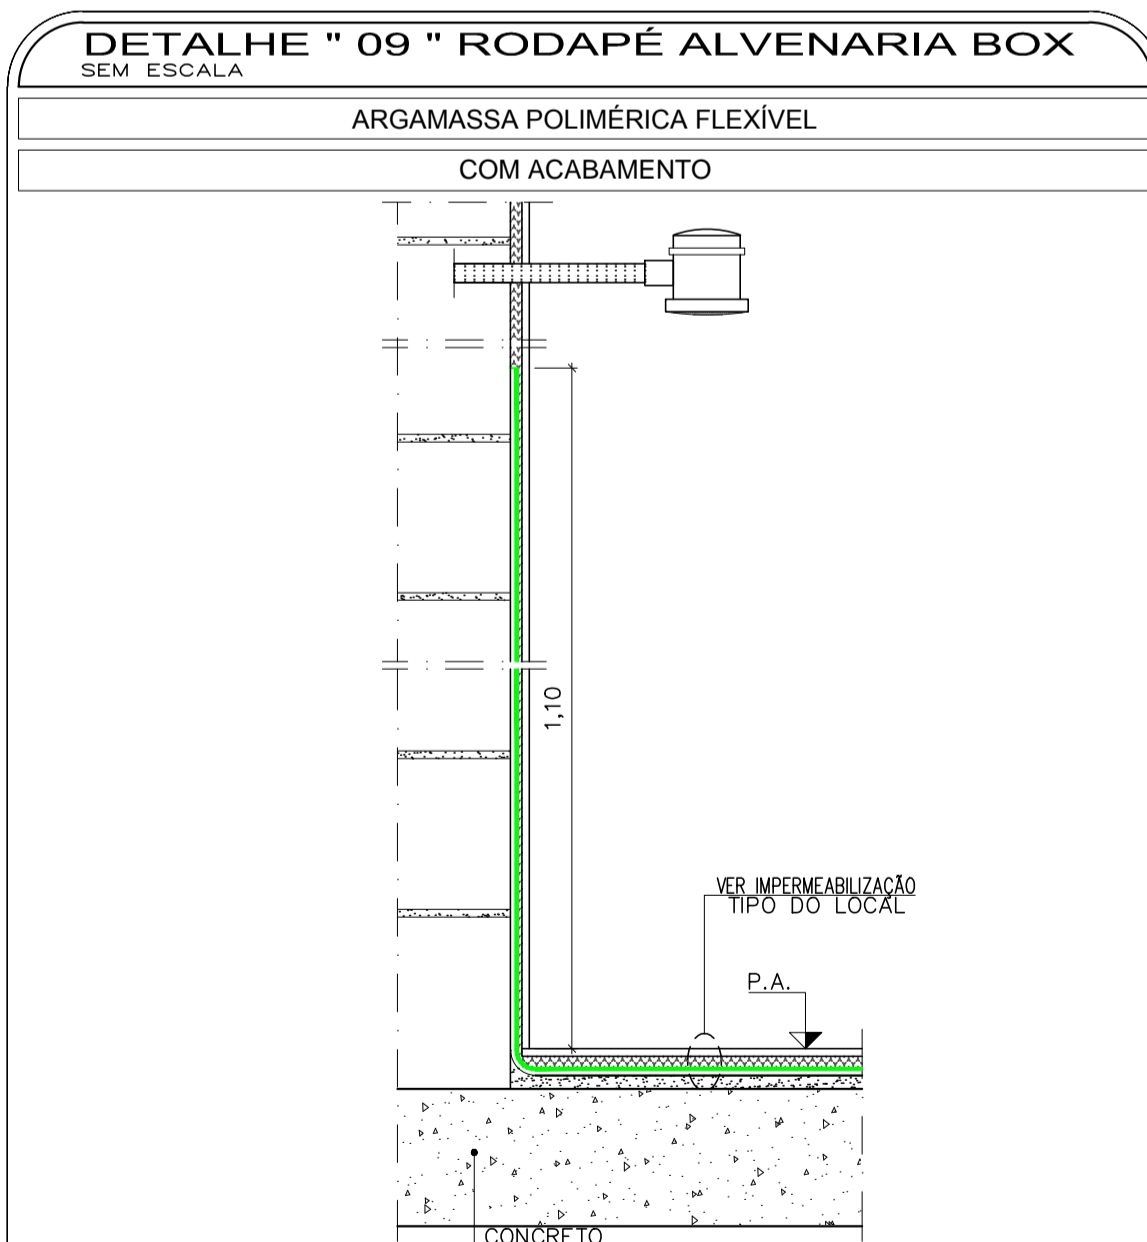 DETALHE " 09 " RODAPÉ ALVENARIA BOX
SEM ESCALA
ARGAMASSA POLIMÉRICA FLEXÍVEL
COM ACABAMENTO
1,10
VER IMPERMEABILIZAÇÃO
TIPO DO LOCAL
P.A.
CONCRETO